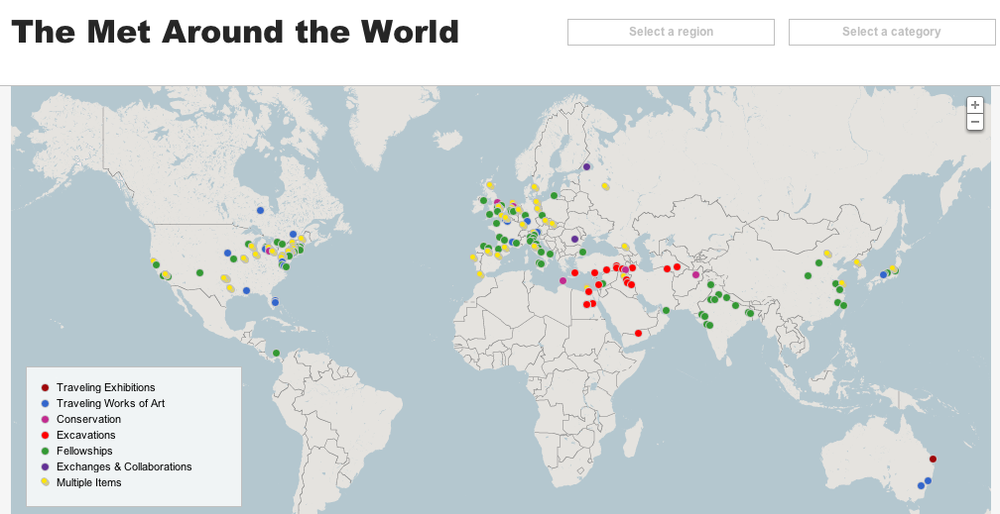 The Met Around the World
Select a region
Select a category
+
−
Traveling Exhibitions
Traveling Works of Art
Conservation
Excavations
Fellowships
Exchanges & Collaborations
Multiple Items